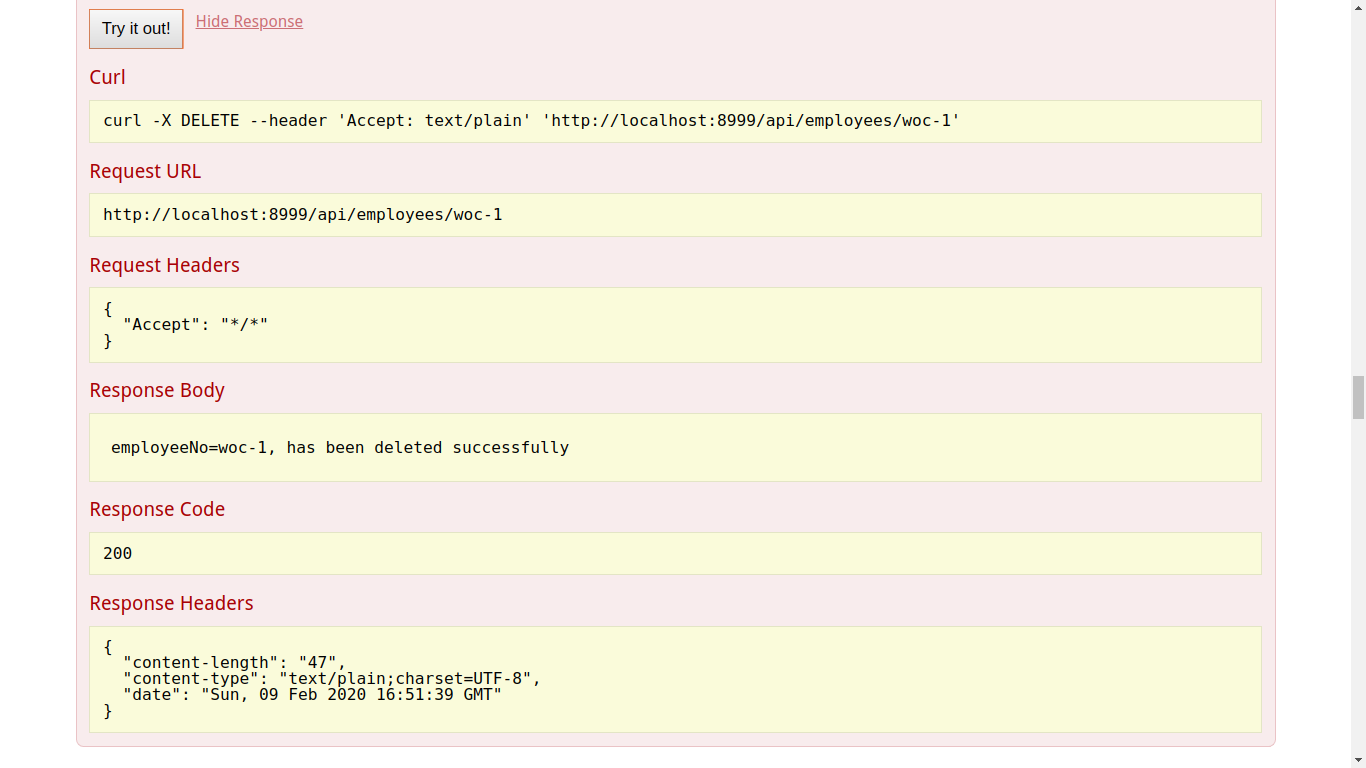 Try it out! Hide Response
Curl
curl -X DELETE --header 'Accept: text/plain' 'http://localhost:8999/api/employees/woc-1'
Request URL
http://localhost:8999/api/employees/woc-1
Request Headers
{
  "Accept": "*/*"
}
Response Body
employeeNo=woc-1, has been deleted successfully
Response Code
200
Response Headers
{
  "content-length": "47",
  "content-type": "text/plain;charset=UTF-8",
  "date": "Sun, 09 Feb 2020 16:51:39 GMT"
}